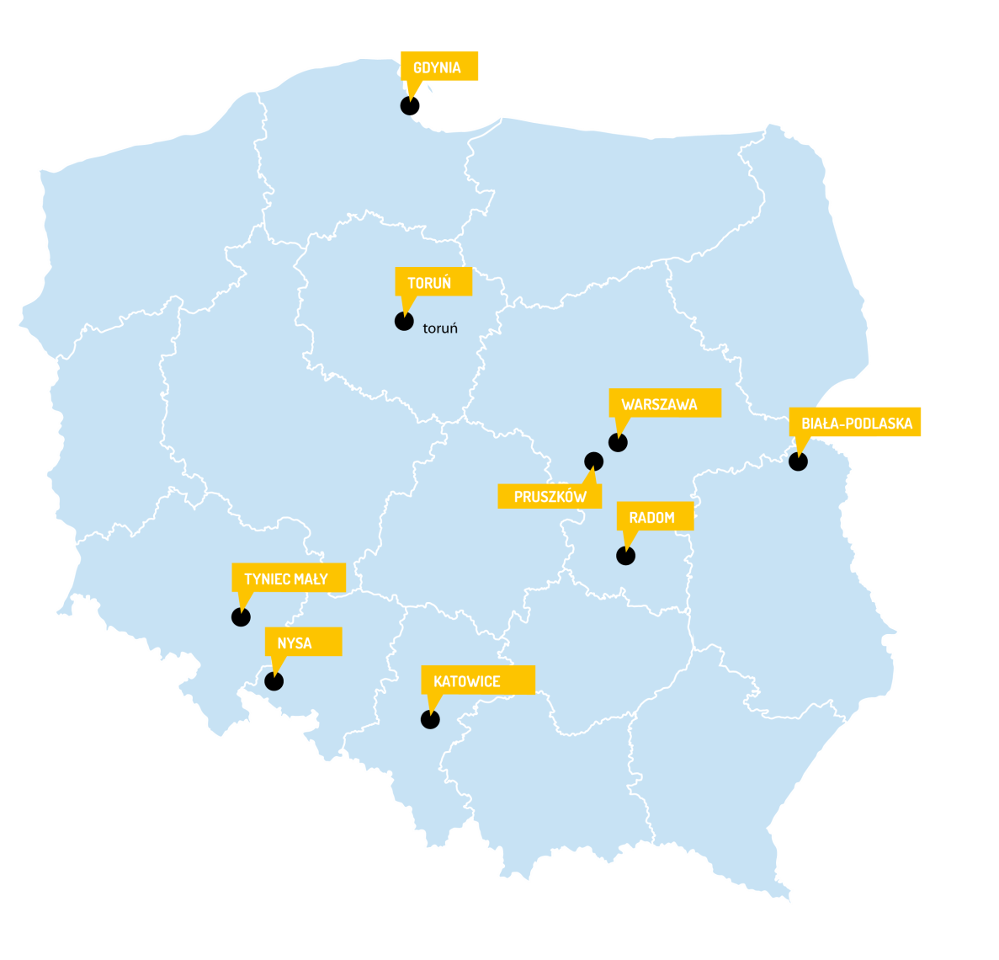 GDYNIA
TORUŃ
toruń
WARSZAWA
BIAŁA-PODLASKA
PRUSZKÓW
RADOM
TYNIEC MAŁY
NYSA
KATOWICE